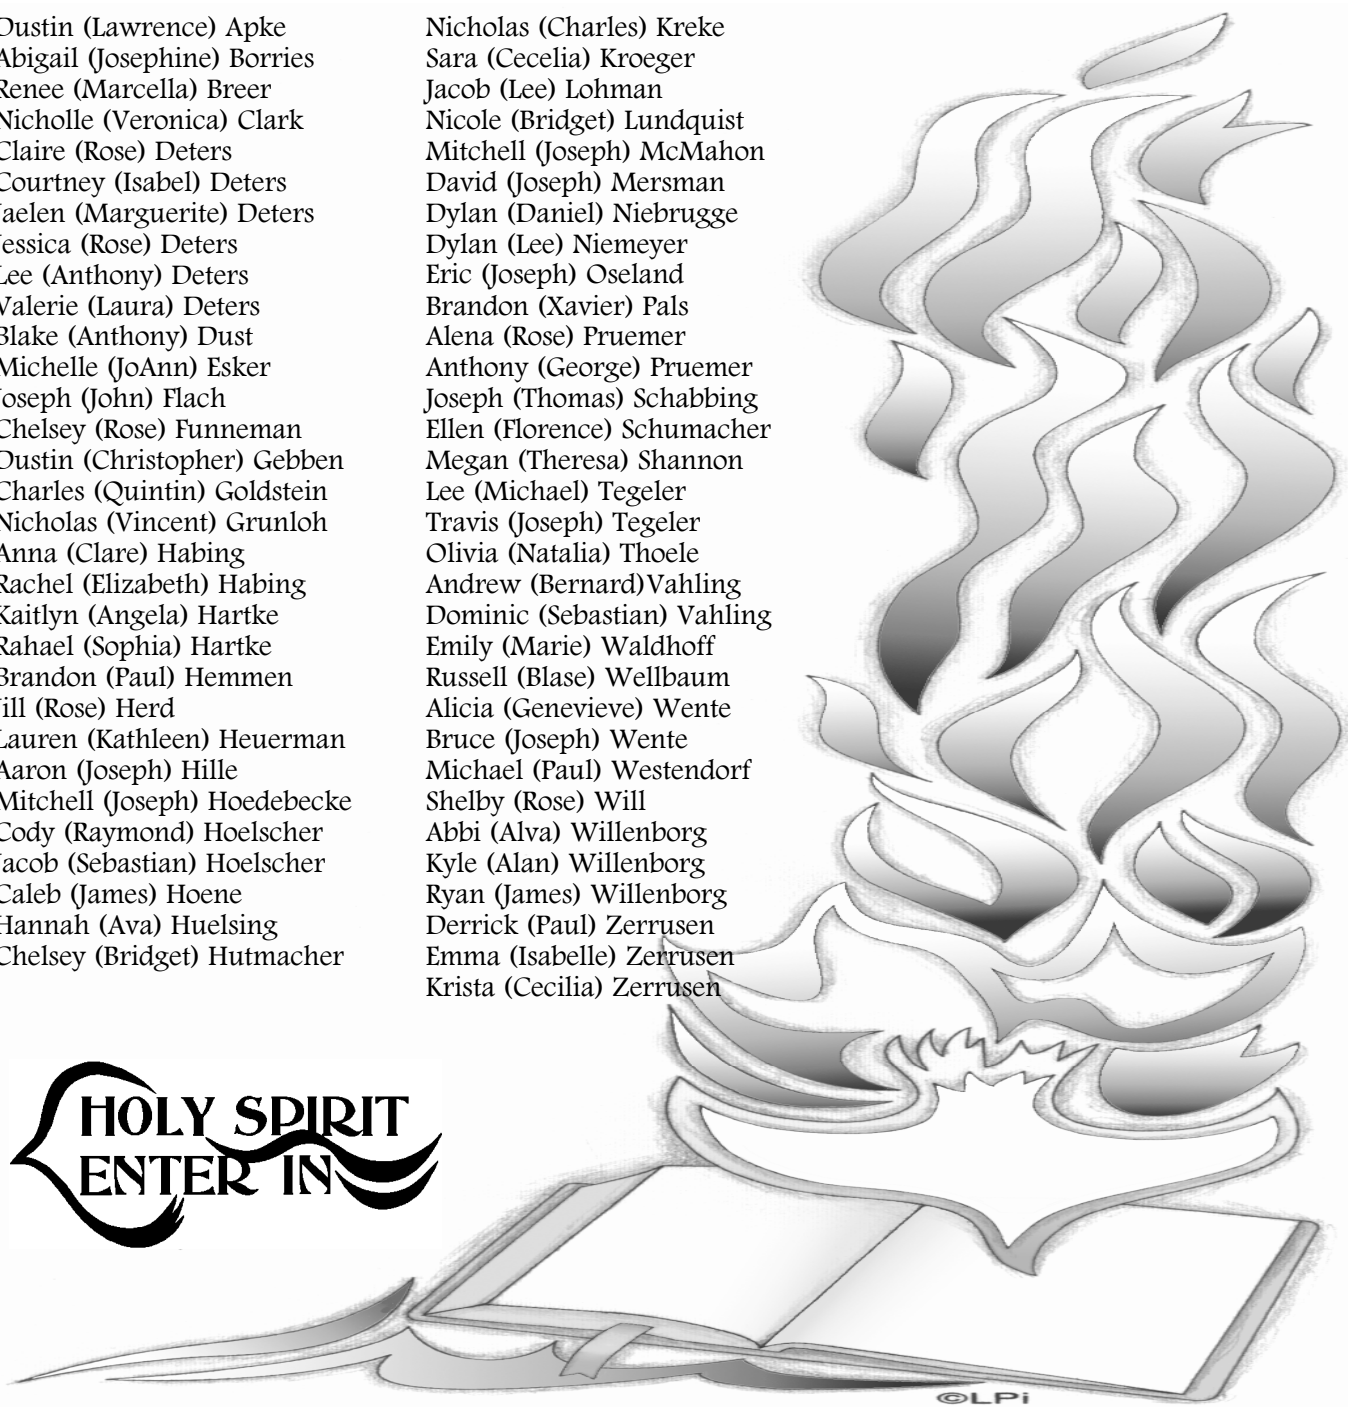 Dustin (Lawrence) Apke
Abigail (Josephine) Borries
Renee (Marcella) Breer
Nicholle (Veronica) Clark
Claire (Rose) Deters
Courtney (Isabel) Deters
Jaelen (Marguerite) Deters
Jessica (Rose) Deters
Lee (Anthony) Deters
Valerie (Laura) Deters
Blake (Anthony) Dust
Michelle (JoAnn) Esker
Joseph (John) Flach
Chelsey (Rose) Funneman
Dustin (Christopher) Gebben
Charles (Quintin) Goldstein
Nicholas (Vincent) Grunloh
Anna (Clare) Habing
Rachel (Elizabeth) Habing
Kaitlyn (Angela) Hartke
Rahael (Sophia) Hartke
Brandon (Paul) Hemmen
Jill (Rose) Herd
Lauren (Kathleen) Heuerman
Aaron (Joseph) Hille
Mitchell (Joseph) Hoedebecke
Cody (Raymond) Hoelscher
Jacob (Sebastian) Hoelscher
Caleb (James) Hoene
Hannah (Ava) Huelsing
Chelsey (Bridget) Hutmacher
Nicholas (Charles) Kreke
Sara (Cecelia) Kroeger
Jacob (Lee) Lohman
Nicole (Bridget) Lundquist
Mitchell (Joseph) McMahon
David (Joseph) Mersman
Dylan (Daniel) Niebrugge
Dylan (Lee) Niemeyer
Eric (Joseph) Oseland
Brandon (Xavier) Pals
Alena (Rose) Pruemer
Anthony (George) Pruemer
Joseph (Thomas) Schabbing
Ellen (Florence) Schumacher
Megan (Theresa) Shannon
Lee (Michael) Tegeler
Travis (Joseph) Tegeler
Olivia (Natalia) Thoele
Andrew (Bernard)Vahling
Dominic (Sebastian) Vahling
Emily (Marie) Waldhoff
Russell (Blase) Wellbaum
Alicia (Genevieve) Wente
Bruce (Joseph) Wente
Michael (Paul) Westendorf
Shelby (Rose) Will
Abbi (Alva) Willenborg
Kyle (Alan) Willenborg
Ryan (James) Willenborg
Derrick (Paul) Zerrusen
Emma (Isabelle) Zerrusen
Krista (Cecilia) Zerrusen
HOLY SPIRIT
ENTER IN
©LPi